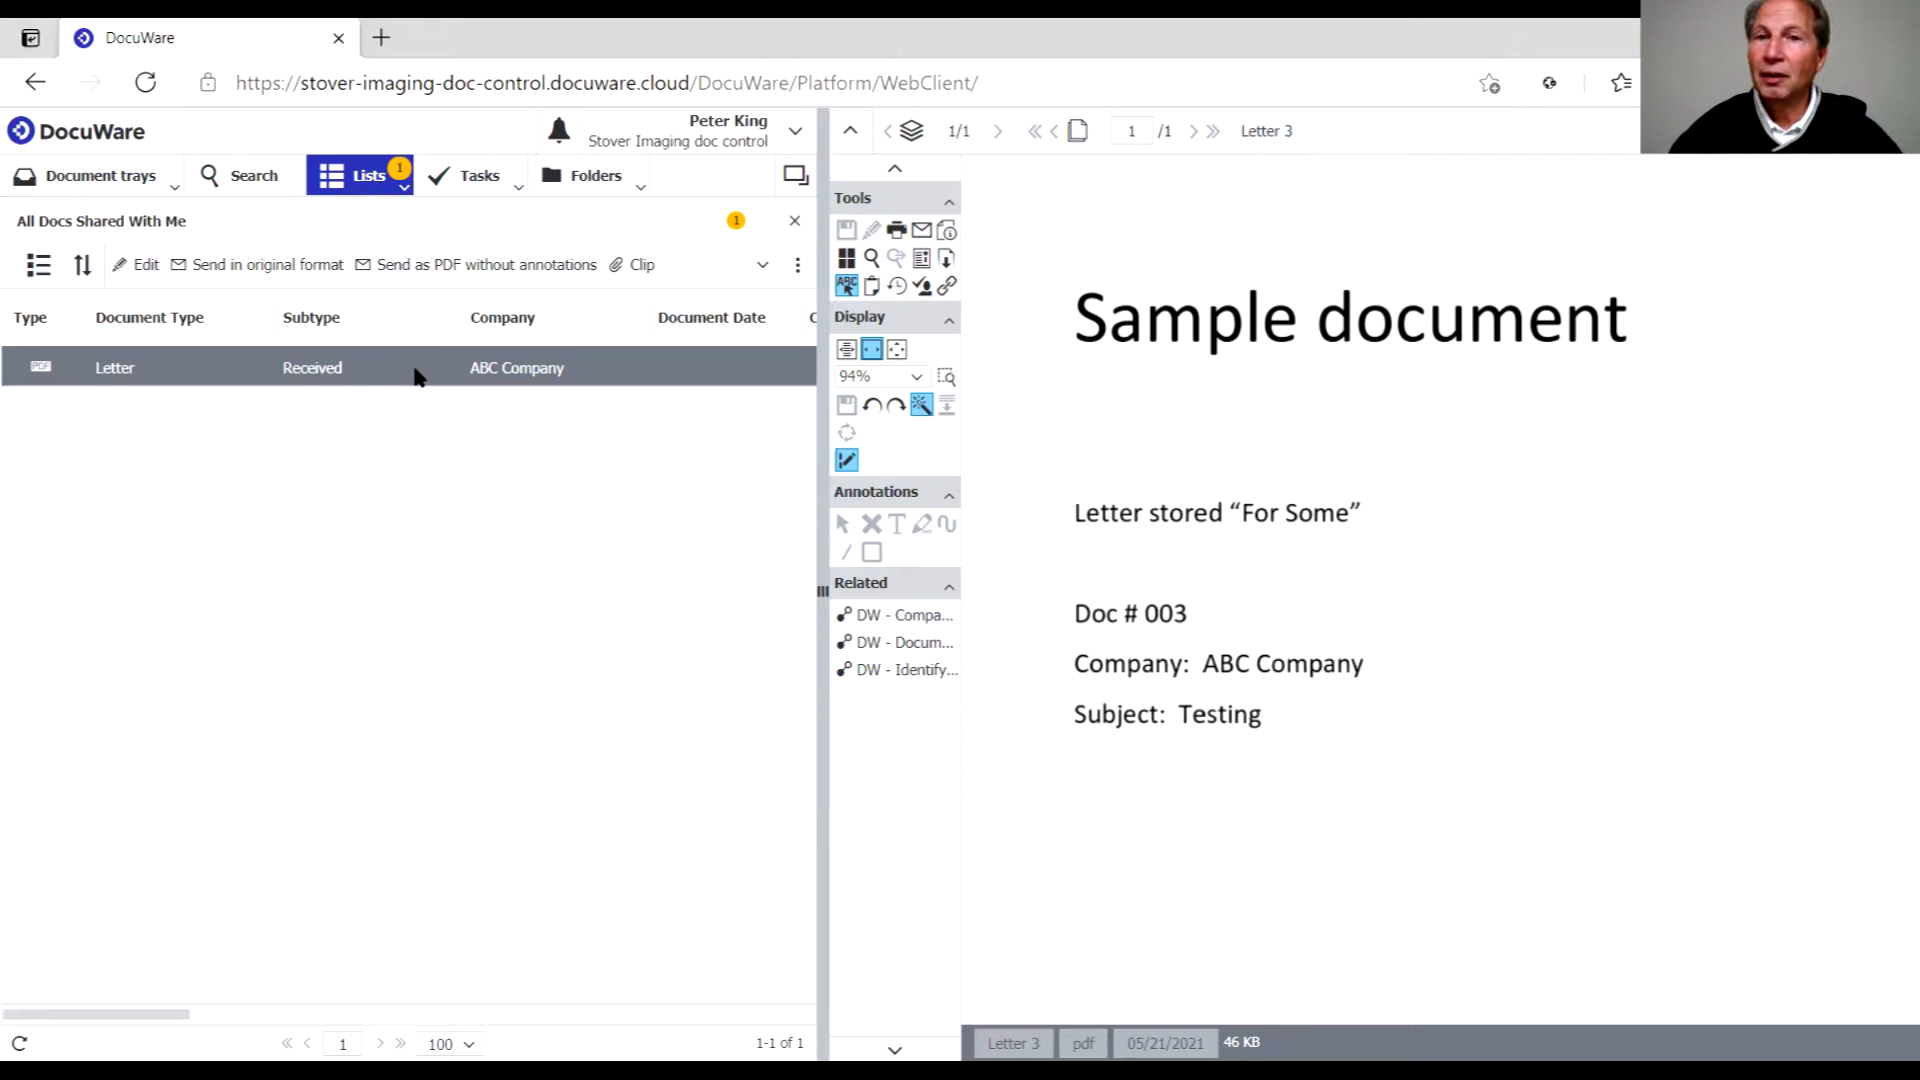 DocuWare
https://stover-imaging-doc-control.docuware.cloud/DocuWare/Platform/WebClient/
DocuWare
Peter King
Stover Imaging doc control
Document trays
Search
Lists
1
Tasks
Folders
All Docs Shared With Me
1
Edit
Send in original format
Send as PDF without annotations
Clip
Type
Document Type
Subtype
Company
Document Date
C
PDF
Letter
Received
ABC Company
1
100
1-1 of 1
1/1
1
/1
Letter 3
Tools
ABC
Display
94%
Annotations
T
Related
DW - Compa...
DW - Docum...
DW - Identify...
Sample document
Letter stored “For Some”
Doc # 003
Company: ABC Company
Subject: Testing
Letter 3
pdf
05/21/2021
46 KB